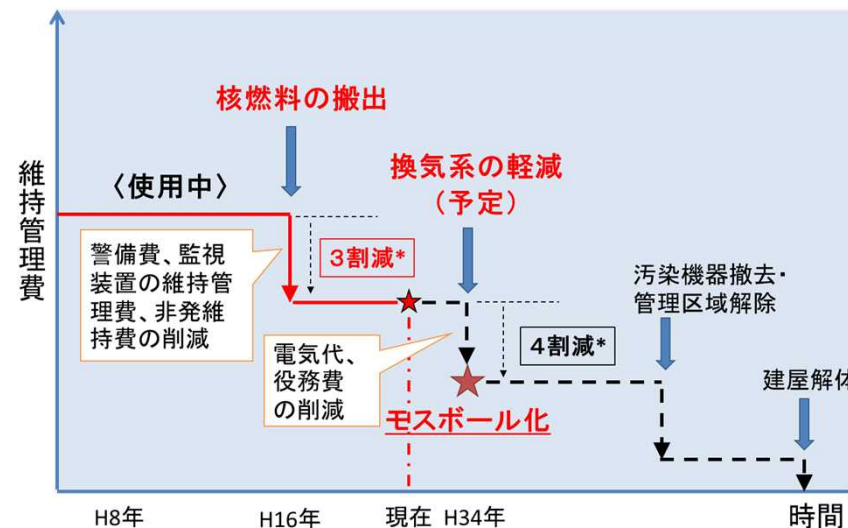 維持管理費
核燃料の搬出
〈使用中〉
換気系の軽減
（予定）
警備費、監視
装置の維持管
理費、非発維
持費の削減
３割減*
汚染機器撤去・
管理区域解除
電気代、
役務費
の削減
４割減*
建屋解体
モスボール化
H8年
H16年
現在
H34年
時間